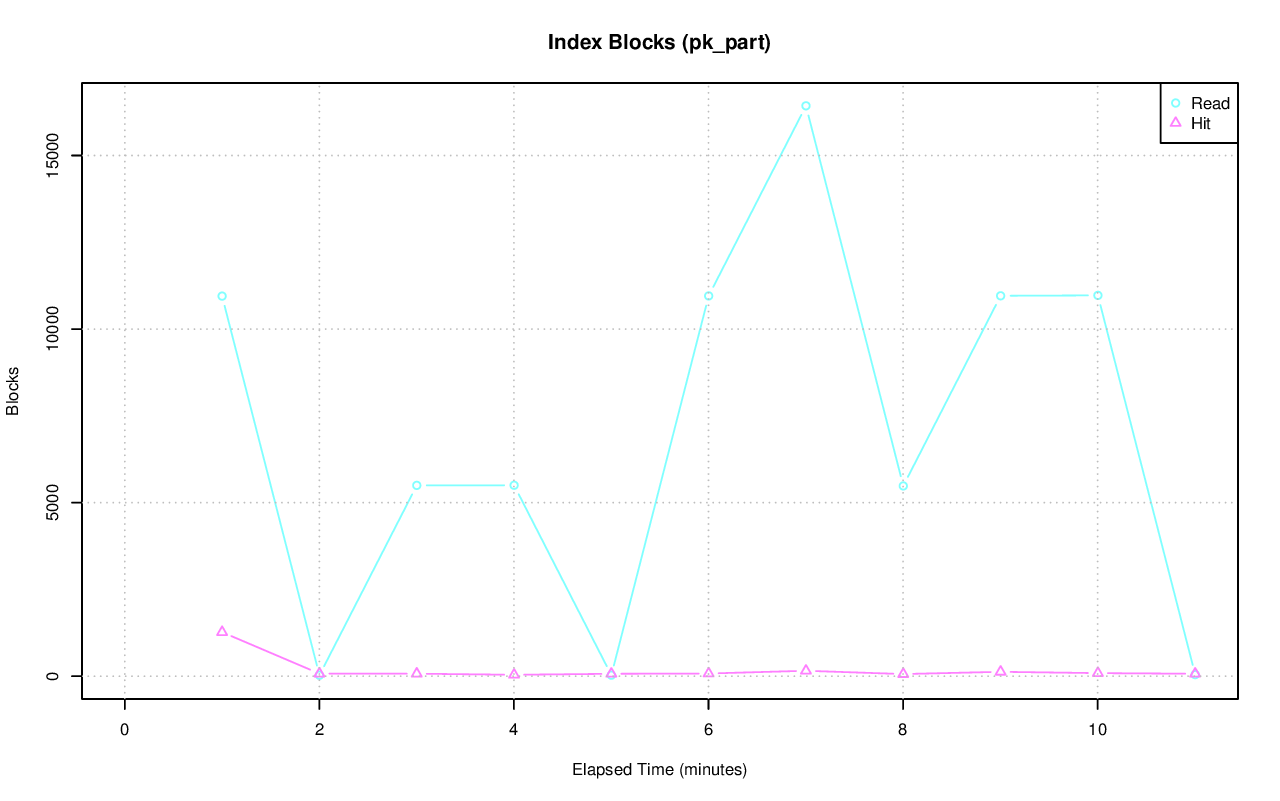 Index Blocks (pk_part)
Read
Hit
15000
10000
5000
0
Blocks
0 2 4 6 8 10
Elapsed Time (minutes)